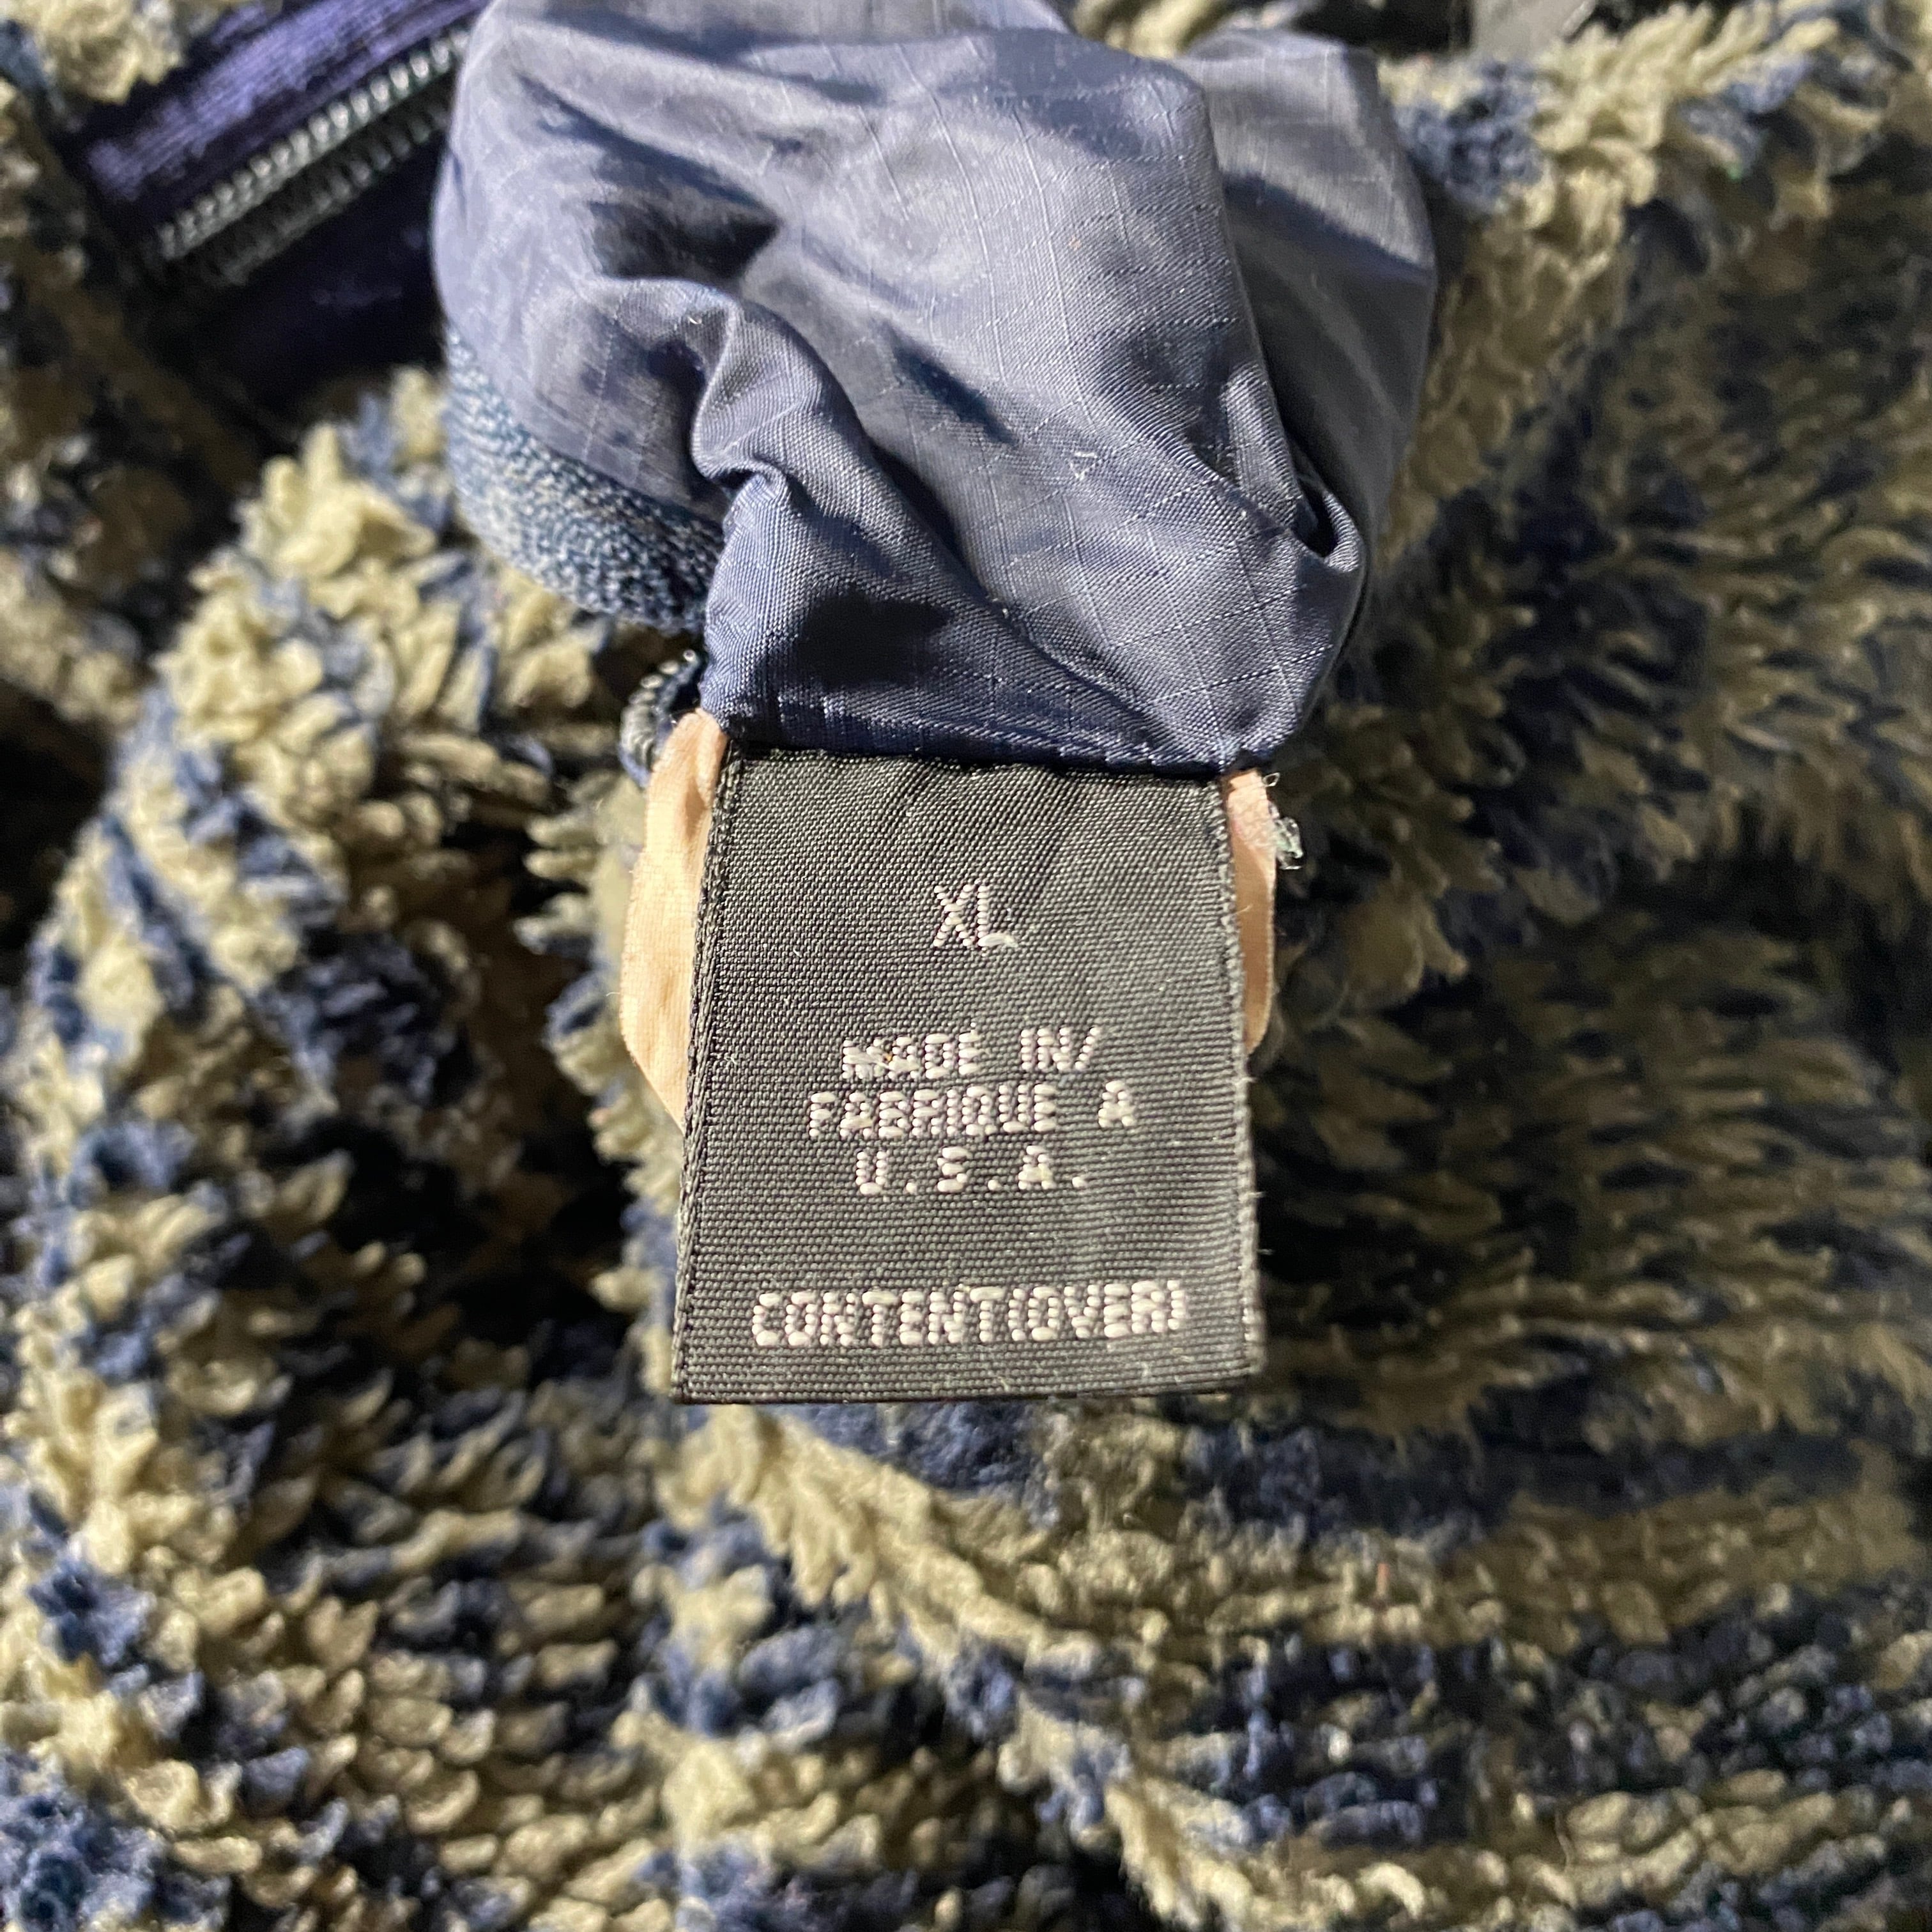 XL
MADE IN/
FABRIQUE A
U.S.A.
CONTENT(OVER)